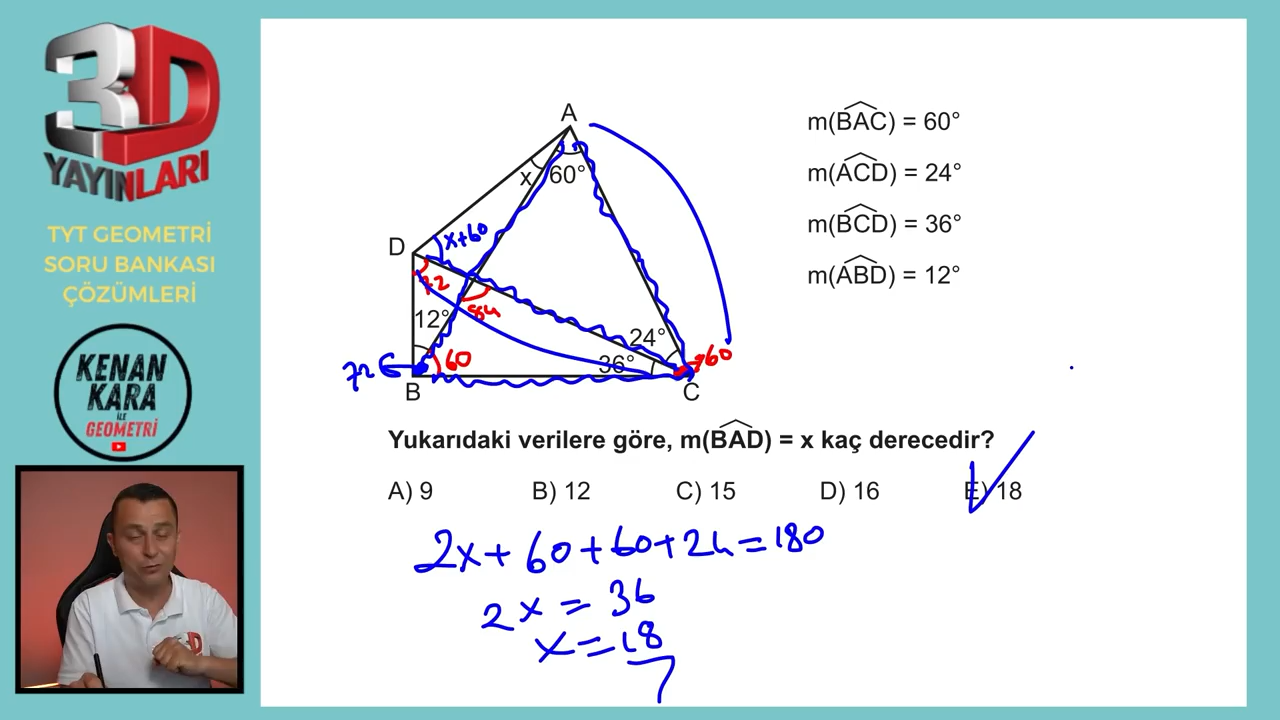 3D
YAYINLARI
TYT GEOMETRİ
SORU BANKASI
ÇÖZÜMLERİ
KENAN
KARA
İLE
GEOMETRİ
3D
A
x
60°
D
x+60
72
12°
84
24°
36°
60
60
72
B
C
m(BAC) = 60°
m(ACD) = 24°
m(BCD) = 36°
m(ABD) = 12°
Yukarıdaki verilere göre, m(BAD) = x kaç derecedir?
A) 9 B) 12 C) 15 D) 16 E) 18
2x + 60 + 60 + 24 = 180
2x = 36
x = 18